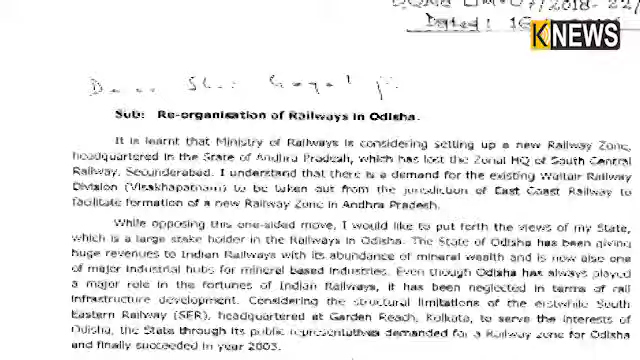 07/2018-22/
Dated: 16
KNEWS
Dear Shri Goyal ji
Sub: Re-organisation of Railways in Odisha.
It is learnt that Ministry of Railways is considering setting up a new Railway Zone,
headquartered in the State of Andhra Pradesh, which has lost the Zonal HQ of South Central
Railway, Secunderabad. I understand that there is a demand for the existing Waltair Railway
Division (Visakhapatnam) to be taken out from the jurisdiction of East Coast Railway to
facilitate formation of a new Railway Zone in Andhra Pradesh.
While opposing this one-sided move, I would like to put forth the views of my State,
which is a large stake holder in the Railways in Odisha. The State of Odisha has been giving
huge revenues to Indian Railways with its abundance of mineral wealth and is now also one
of major industrial hubs for mineral based industries. Even though Odisha has always played
a major role in the fortunes of Indian Railways, it has been neglected in terms of rail
infrastructure development. Considering the structural limitations of the erstwhile South
Eastern Railway (SER), headquartered at Garden Reach, Kolkata, to serve the interests of
Odisha, the State through its public representatives demanded for a Railway zone for Odisha
and finally succeeded in year 2003.